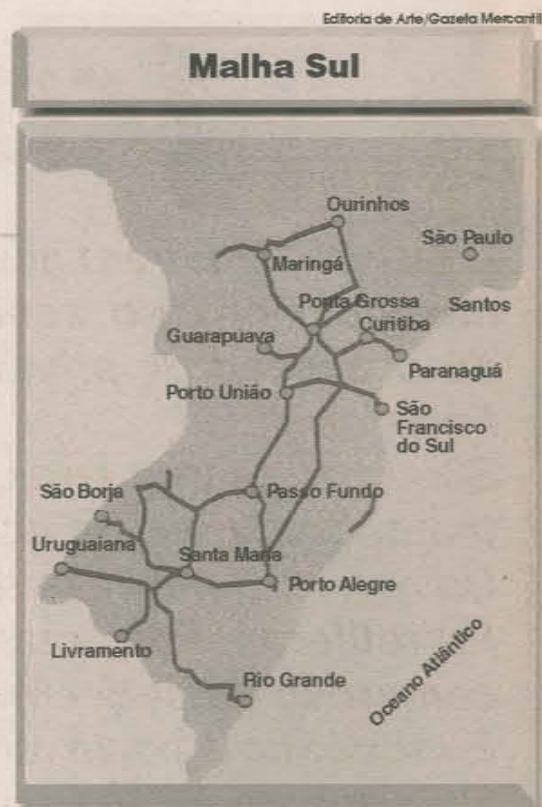 Editoria de Arte/Gazeta Mercantil
Malha Sul
Ourinhos
São Paulo
Maringá
Ponta Grossa
Santos
Guarapuava
Curitiba
Paranaguá
Porto União
São
Francisco
do Sul
São Borja
Passo Fundo
Uruguaiana
Santa Maria
Porto Alegre
Livramento
Rio Grande
Oceano Atlântico